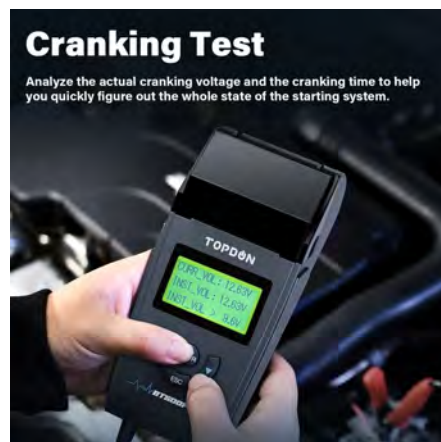 Cranking Test
Analyze the actual cranking voltage and the cranking time to help
you quickly figure out the whole state of the starting system.
TOPDON
CURR_VOL: 12.63V
INST_VOL: 12.63V
INST_VOL > 9.6V
ESC